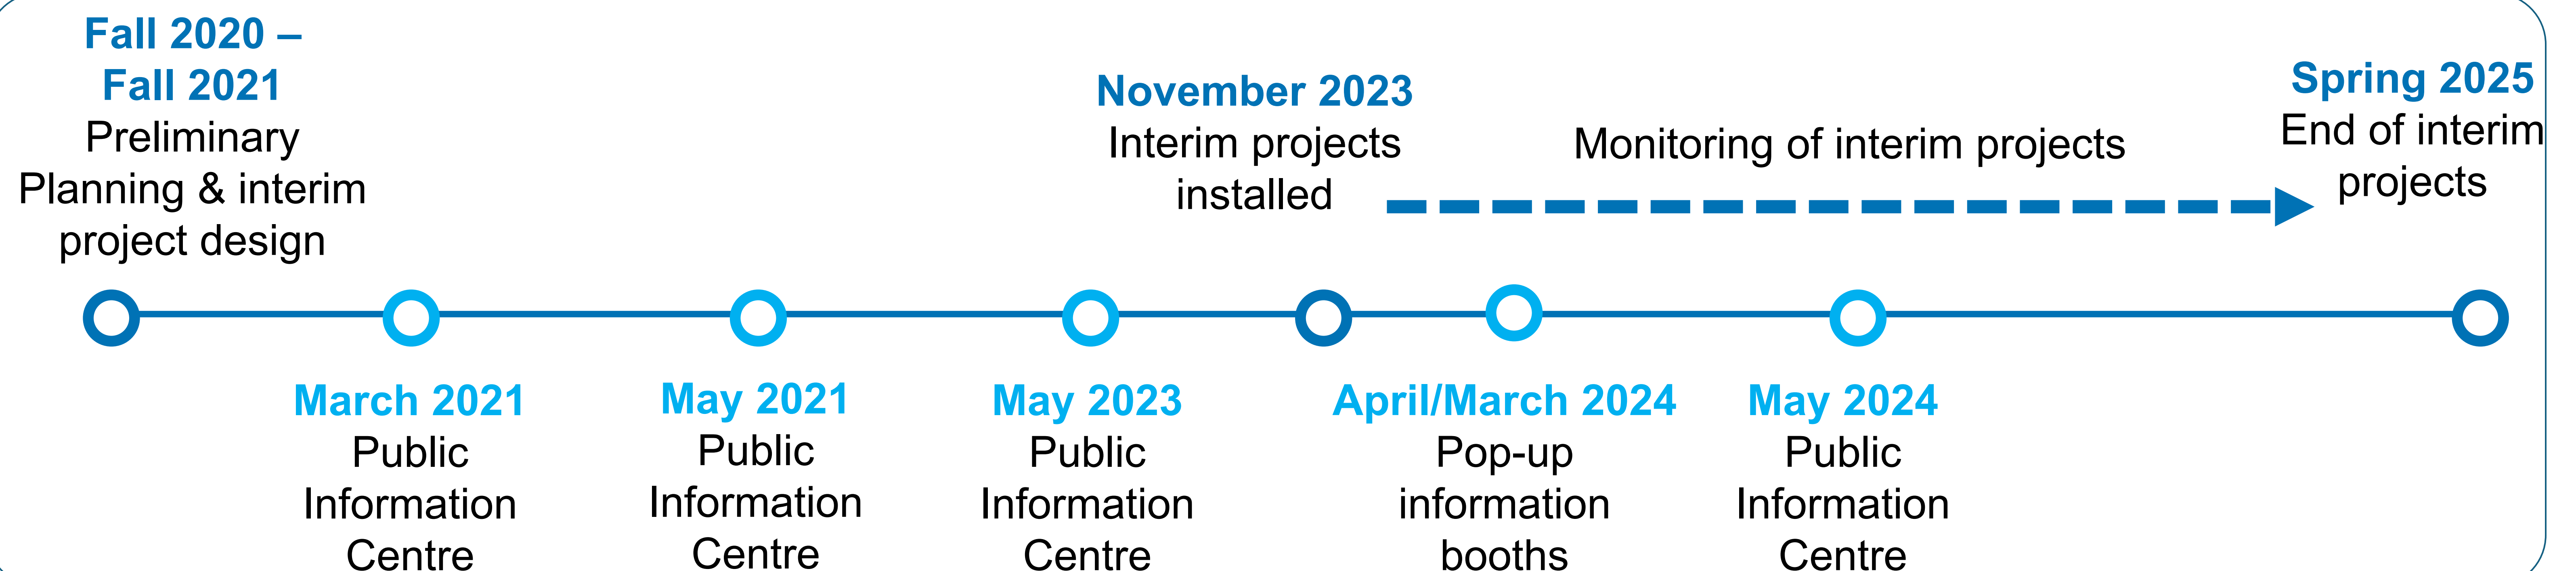 Fall 2020 –
Fall 2021
Preliminary
Planning & interim
project design
November 2023
Interim projects
installed
Monitoring of interim projects
Spring 2025
End of interim
projects
March 2021
Public
Information
Centre
May 2021
Public
Information
Centre
May 2023
Public
Information
Centre
April/March 2024
Pop-up
information
booths
May 2024
Public
Information
Centre